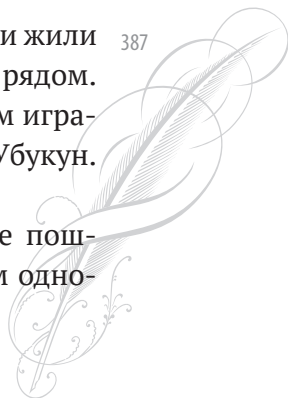 и жили
387
рядом.
м игра-
Убукун.
е пош-
м одно-